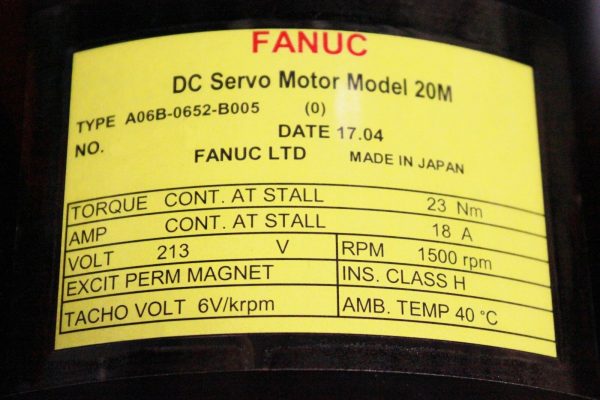 FANUC
DC Servo Motor Model 20M
TYPE A06B-0652-B005 (0)
NO. DATE 17.04
FANUC LTD MADE IN JAPAN
TORQUE CONT. AT STALL 23 Nm
AMP CONT. AT STALL 18 A
VOLT 213 V RPM 1500 rpm
EXCIT PERM MAGNET INS. CLASS H
TACHO VOLT 6V/krpm AMB. TEMP 40 °C